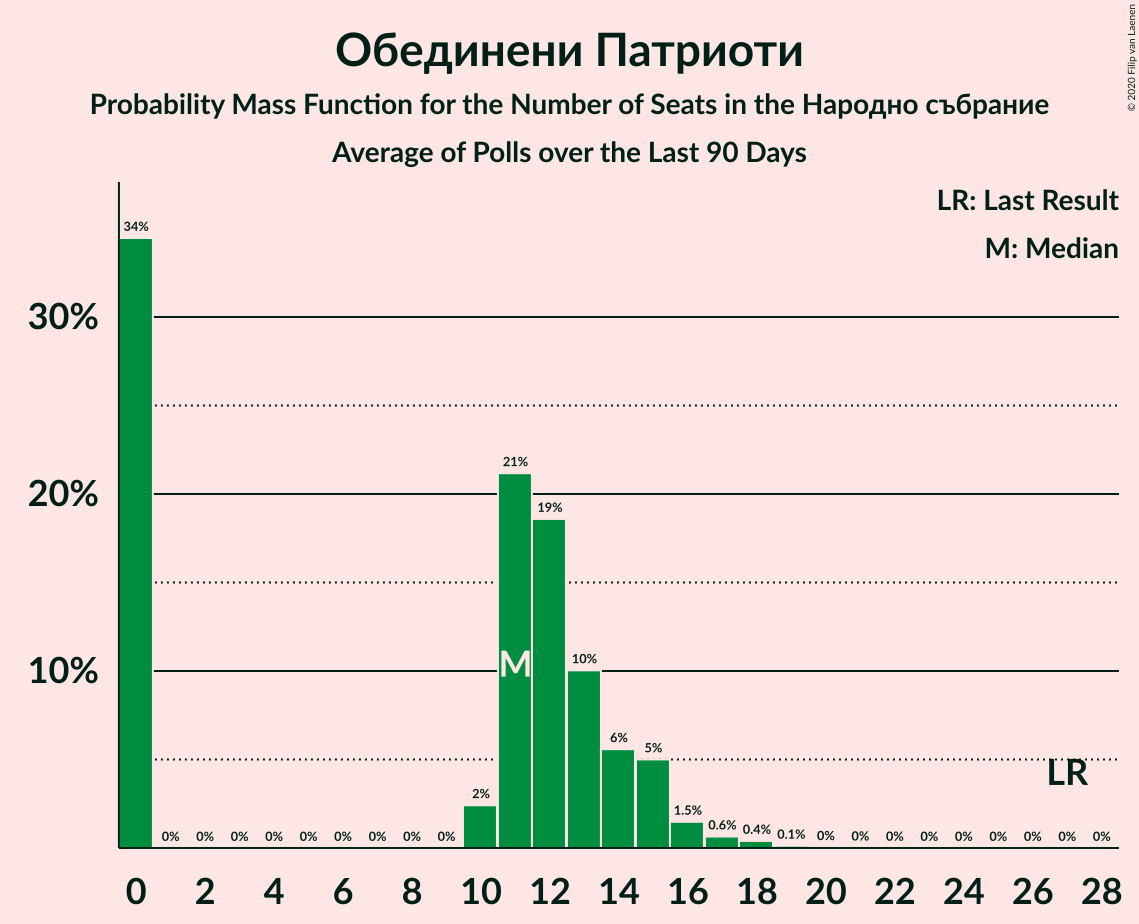 Обединени Патриоти
Probability Mass Function for the Number of Seats in the Народно събрание
Average of Polls over the Last 90 Days
© 2020 Filip van Laenen
LR: Last Result
M: Median
34%
30%
21%
20%
19%
M
10%
10%
6%
5%
LR
2%
1.5%
0.6%
0.4%
0.1%
0% 0% 0% 0% 0% 0% 0% 0% 0% 0% 0% 0% 0% 0% 0% 0% 0% 0%
0 2 4 6 8 10 12 14 16 18 20 22 24 26 28